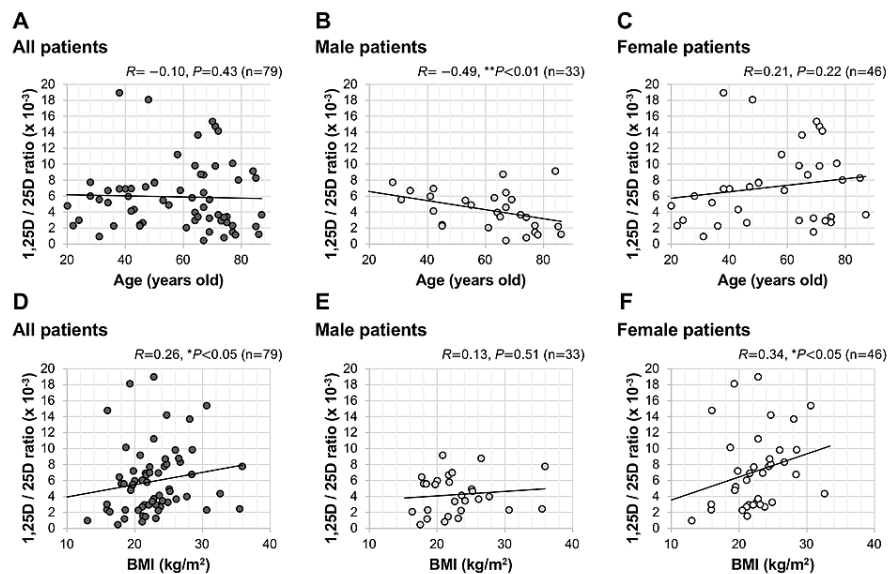 A
All patients
R= −0.10, P=0.43 (n=79)
1,25D / 25D ratio (x 10-3)
20
18
16
14
12
10
8
6
4
2
0
20 40 60 80
Age (years old)
B
Male patients
R= −0.49, **P<0.01 (n=33)
1,25D / 25D ratio (x 10-3)
20
18
16
14
12
10
8
6
4
2
0
20 40 60 80
Age (years old)
C
Female patients
R=0.21, P=0.22 (n=46)
1,25D / 25D ratio (x 10-3)
20
18
16
14
12
10
8
6
4
2
0
20 40 60 80
Age (years old)
D
All patients
R=0.26, *P<0.05 (n=79)
1,25D / 25D ratio (x 10-3)
20
18
16
14
12
10
8
6
4
2
0
10 20 30 40
BMI (kg/m²)
E
Male patients
R=0.13, P=0.51 (n=33)
1,25D / 25D ratio (x 10-3)
20
18
16
14
12
10
8
6
4
2
0
10 20 30 40
BMI (kg/m²)
F
Female patients
R=0.34, *P<0.05 (n=46)
1,25D / 25D ratio (x 10-3)
20
18
16
14
12
10
8
6
4
2
0
10 20 30 40
BMI (kg/m²)